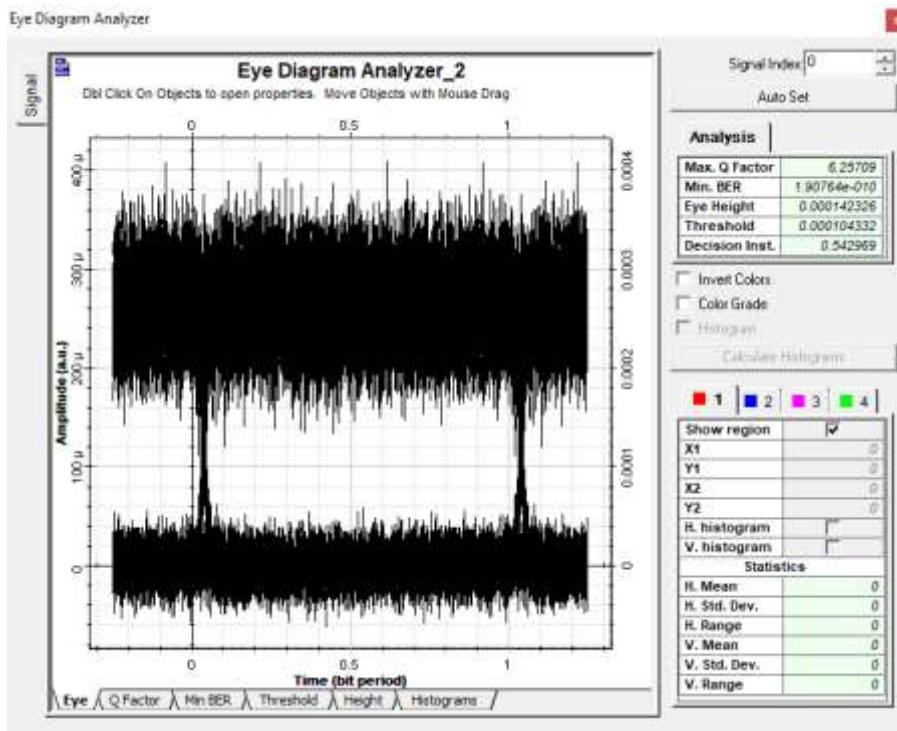 Eye Diagram Analyzer
Signal
Eye Diagram Analyzer_2
Dbl Click On Objects to open properties. Move Objects with Mouse Drag
0 0.5 1
400 µ
300 µ
200 µ
100 µ
0
Amplitude (a.u.)
0.0004
0.0003
0.0002
0.0001
0
0 0.5 1
Time (bit period)
Eye Q Factor Min BER Threshold Height Histograms
Signal Index: 0
Auto Set
Analysis
Max. Q Factor 6.25709
Min. BER 1.90764e-010
Eye Height 0.000142326
Threshold 0.000104332
Decision Inst. 0.542969
Invert Colors
Color Grade
Histogram
Calculate Histograms
1 2 3 4
Show region
X1 0
Y1 0
X2 0
Y2 0
H. histogram
V. histogram
Statistics
H. Mean 0
H. Std. Dev. 0
H. Range 0
V. Mean 0
V. Std. Dev. 0
V. Range 0